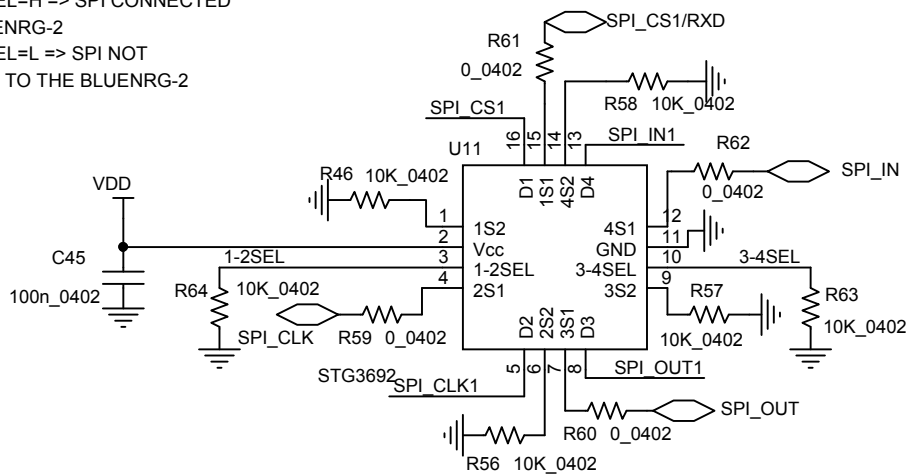 EL=H => SPI CONNECTED
ENRG-2
EL=L => SPI NOT
TO THE BLUENRG-2
SPI_CS1/RXD
R61
0_0402
R58 10K_0402
SPI_CS1
SPI_IN1
16 15 14 13
U11
R62
0_0402
SPI_IN
R46 10K_0402
D1 1S1 4S2 D4
VDD
1 1S2
4S1 12
2 Vcc
GND 11
C45
100n_0402
1-2SEL
3 1-2SEL
3-4SEL 10
3-4SEL
4 2S1
3S2 9
R64 10K_0402
R57
10K_0402
R63
10K_0402
SPI_CLK
R59 0_0402
D2 2S2 3S1 D3
STG3692
5 6 7 8
SPI_CLK1
SPI_OUT1
SPI_OUT
R60 0_0402
R56 10K_0402